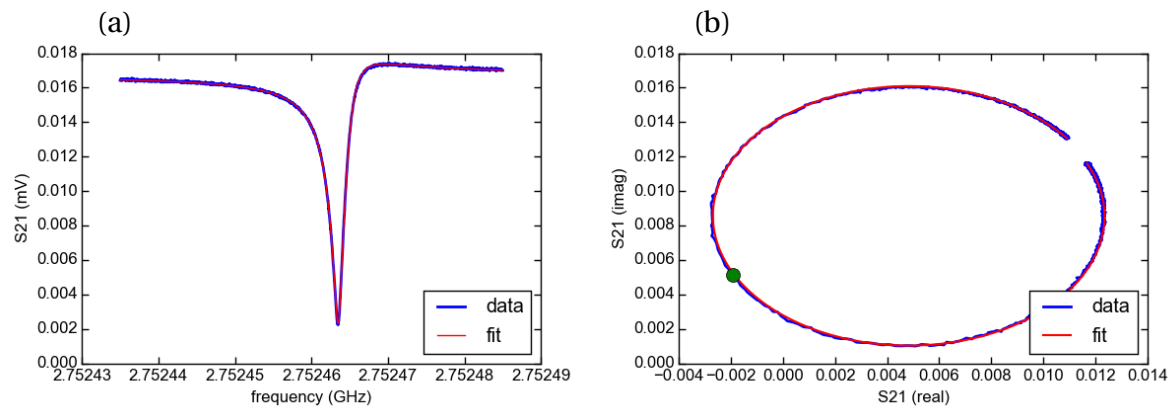 (a)
0.018
0.016
0.014
0.012
0.010
0.008
0.006
0.004
0.002
0.000
S21 (mV)
2.75243 2.75244 2.75245 2.75246 2.75247 2.75248 2.75249
frequency (GHz)
data
fit
(b)
0.018
0.016
0.014
0.012
0.010
0.008
0.006
0.004
0.002
0.000
S21 (imag)
−0.004 −0.002 0.000 0.002 0.004 0.006 0.008 0.010 0.012 0.014
S21 (real)
data
fit